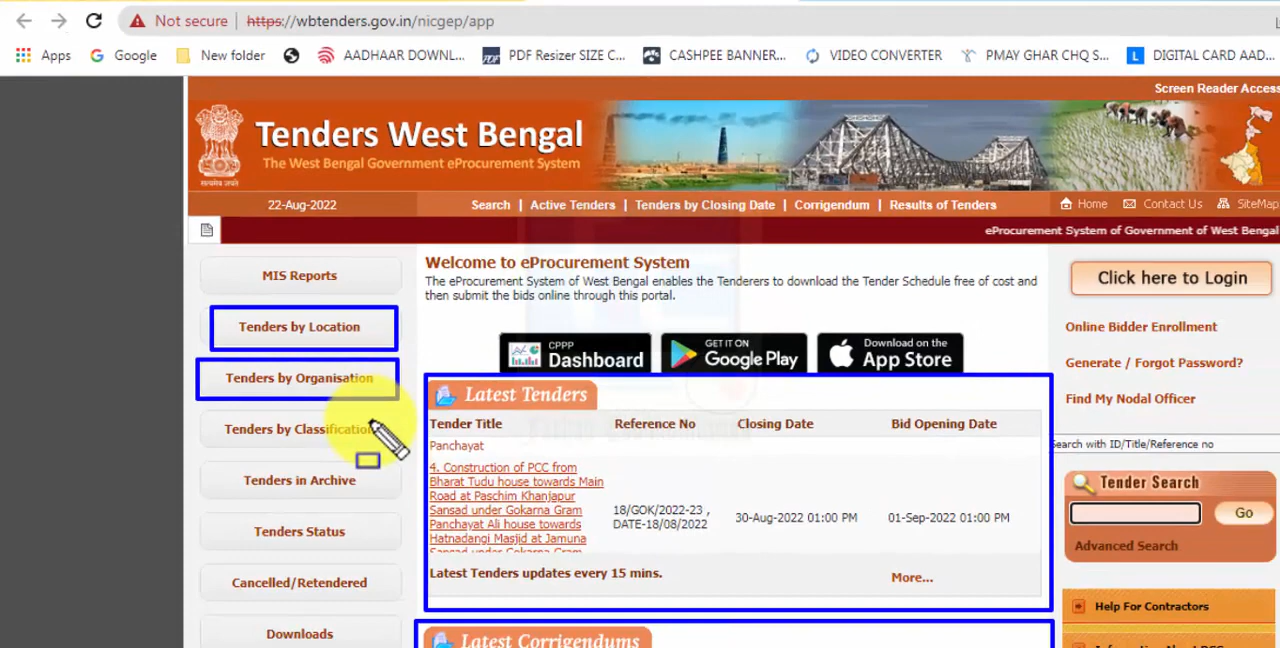 Not secure | https://wbtenders.gov.in/nicgep/app
Apps Google New folder AADHAAR DOWNL... PDF Resizer SIZE C... CASHPEE BANNER... VIDEO CONVERTER PMAY GHAR CHQ S... DIGITAL CARD AAD...
Screen Reader Access
Tenders West Bengal
The West Bengal Government eProcurement System
सत्यमेव जयते
22-Aug-2022 Search | Active Tenders | Tenders by Closing Date | Corrigendum | Results of Tenders Home Contact Us SiteMap
eProcurement System of Government of West Bengal
MIS Reports
Tenders by Location
Tenders by Organisation
Tenders by Classification
Tenders in Archive
Tenders Status
Cancelled/Retendered
Downloads
Welcome to eProcurement System
The eProcurement System of West Bengal enables the Tenderers to download the Tender Schedule free of cost and
then submit the bids online through this portal.
CPPP
Dashboard
GET IT ON
Google Play
Download on the
App Store
Latest Tenders
Tender Title Reference No Closing Date Bid Opening Date
Panchayat
4. Construction of PCC from
Bharat Tudu house towards Main
Road at Paschim Khanjapur
Sansad under Gokarna Gram
Panchayat Ali house towards
Hatnadangi Masjid at Jamuna
Sansad under Gokarna Gram
18/GOK/2022-23 ,
DATE-18/08/2022
30-Aug-2022 01:00 PM
01-Sep-2022 01:00 PM
Latest Tenders updates every 15 mins.
More...
Latest Corrigendums
Click here to Login
Online Bidder Enrollment
Generate / Forgot Password?
Find My Nodal Officer
Search with ID/Title/Reference no
Tender Search
Go
Advanced Search
Help For Contractors